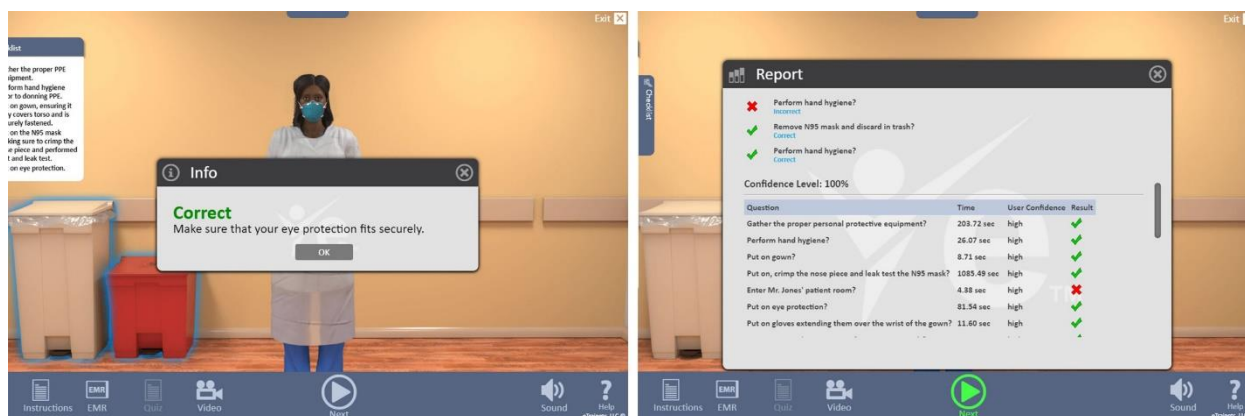 Exit
klist
ther the proper PPE
ipment.
form hand hygiene
or to donning PPE.
on gown, ensuring it
y covers torso and is
urely fastened.
on the N95 mask
king sure to crimp the
e piece and performed
t and leak test.
on eye protection.
Info
Correct
Make sure that your eye protection fits securely.
OK
Instructions
EMR
EMR
Quiz
Video
Next
Sound
?
Help
Exit
Checklist
Report
Perform hand hygiene?
Incorrect
Remove N95 mask and discard in trash?
Correct
Perform hand hygiene?
Correct
Confidence Level: 100%
Question Time User Confidence Result
Gather the proper personal protective equipment? 203.72 sec high
Perform hand hygiene? 26.07 sec high
Put on gown? 8.71 sec high
Put on, crimp the nose piece and leak test the N95 mask? 1085.49 sec high
Enter Mr. Jones' patient room? 4.38 sec high
Put on eye protection? 81.54 sec high
Put on gloves extending them over the wrist of the gown? 11.60 sec high
Instructions
EMR
EMR
Quiz
Video
Next
Sound
?
Help